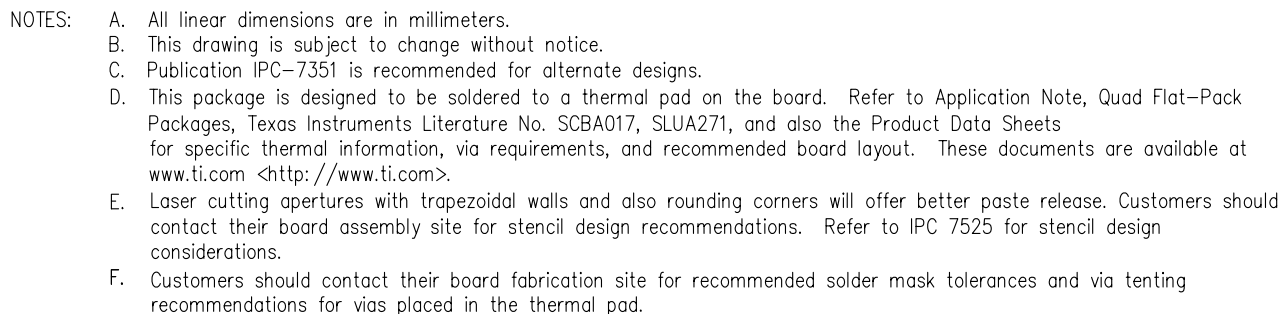 NOTES: A. All linear dimensions are in millimeters.
B. This drawing is subject to change without notice.
C. Publication IPC–7351 is recommended for alternate designs.
D. This package is designed to be soldered to a thermal pad on the board. Refer to Application Note, Quad Flat–Pack
Packages, Texas Instruments Literature No. SCBA017, SLUA271, and also the Product Data Sheets
for specific thermal information, via requirements, and recommended board layout. These documents are available at
www.ti.com <http: //www.ti.com>.
E. Laser cutting apertures with trapezoidal walls and also rounding corners will offer better paste release. Customers should
contact their board assembly site for stencil design recommendations. Refer to IPC 7525 for stencil design
considerations.
F. Customers should contact their board fabrication site for recommended solder mask tolerances and via tenting
recommendations for vias placed in the thermal pad.